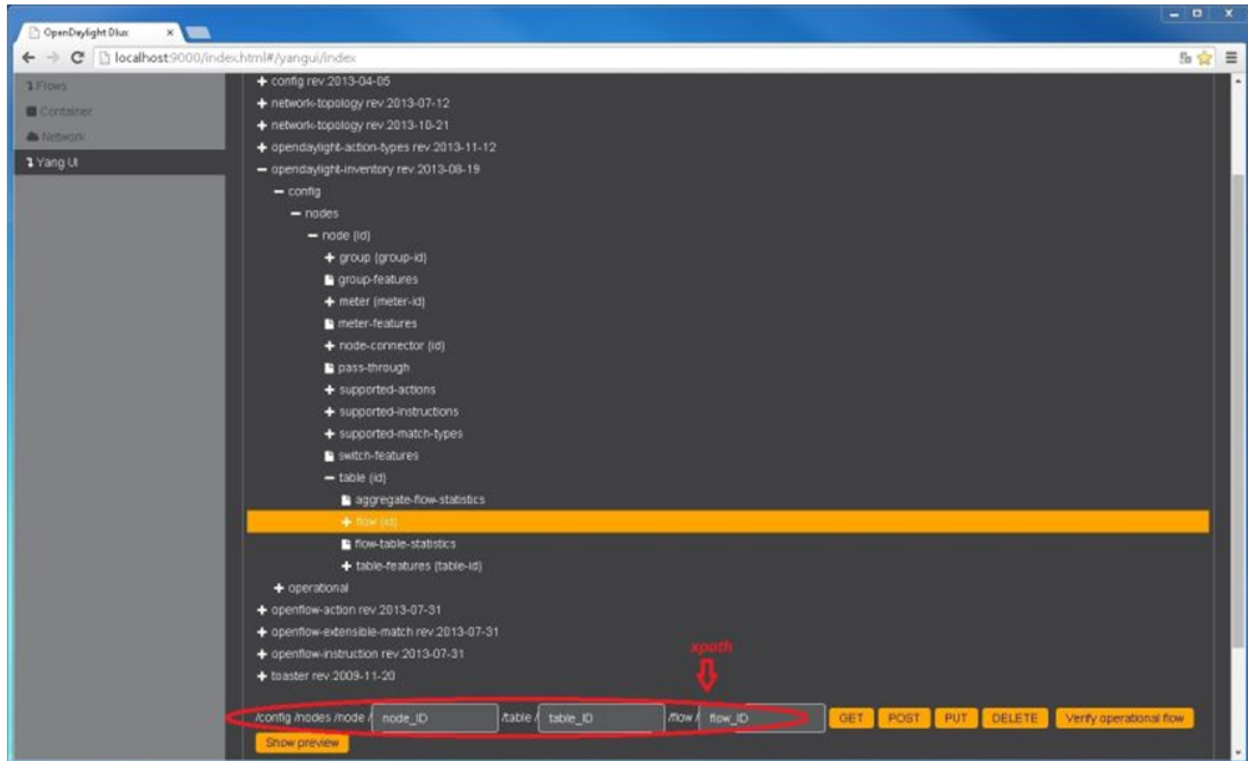 OpenDaylight Dlux
localhost:9000/index.html#/yangui/index
Flows
Container
Network
Yang UI
config rev.2013-04-05
network-topology rev.2013-07-12
network-topology rev.2013-10-21
opendaylight-action-types rev.2013-11-12
opendaylight-inventory rev.2013-08-19
config
nodes
node (id)
group (group-id)
group-features
meter (meter-id)
meter-features
node-connector (id)
pass-through
supported-actions
supported-instructions
supported-match-types
switch-features
table (id)
aggregate-flow-statistics
flow (id)
flow-table-statistics
table-features (table-id)
operational
openflow-action rev.2013-07-31
openflow-extensible-match rev.2013-07-31
openflow-instruction rev.2013-07-31
toaster rev.2009-11-20
xpath
/config /nodes /node / node_ID /table / table_ID /flow / flow_ID GET POST PUT DELETE Verify operational flow
Show preview